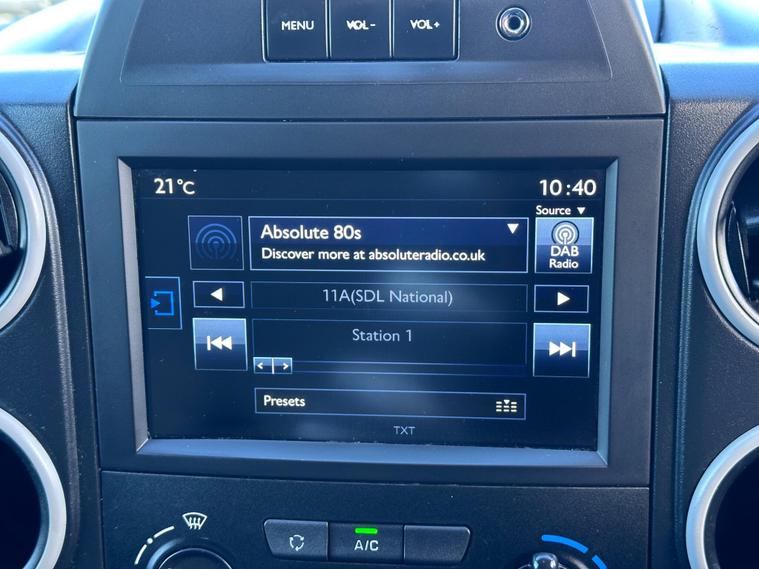 MENU VOL- VOL+
21°C 10:40
Source ▼
Absolute 80s ▼
Discover more at absoluteradio.co.uk
DAB
Radio
11A(SDL National)
Station 1
Presets
TXT
A/C